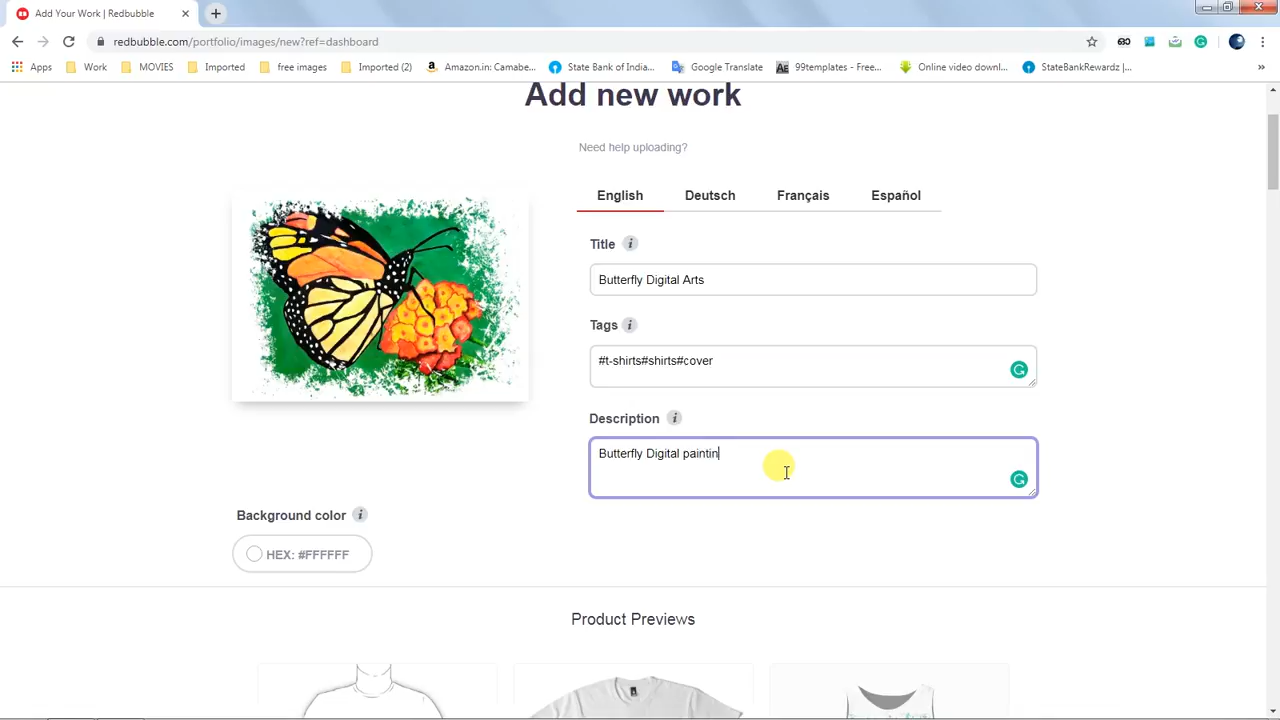 Add Your Work | Redbubble
redbubble.com/portfolio/images/new?ref=dashboard
Apps Work MOVIES Imported free images Imported (2) Amazon.in: Camabe... State Bank of India... Google Translate 99templates - Free... Online video downl... StateBankRewardz |... »
Add new work
Need help uploading?
English Deutsch Français Español
Title i
Butterfly Digital Arts
Tags i
#t-shirts#shirts#cover
Description i
Butterfly Digital paintin
Background color i
HEX: #FFFFFF
Product Previews